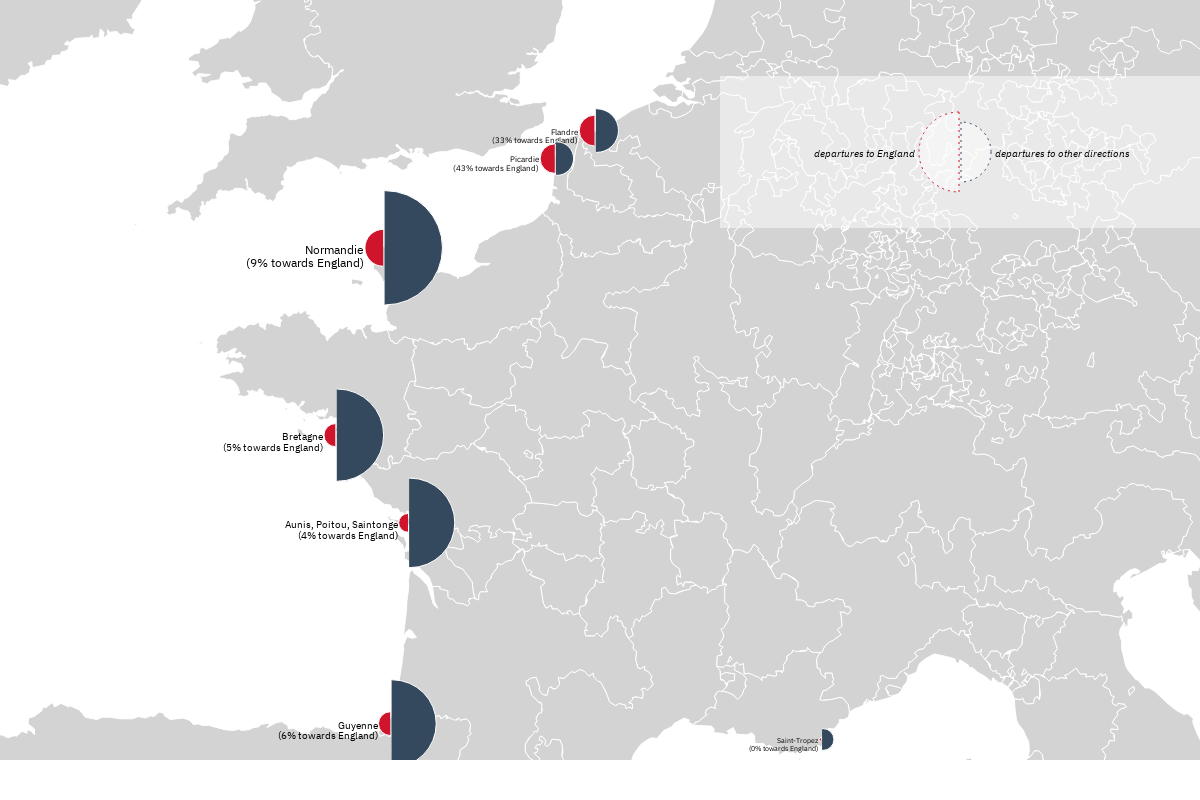 Flandre
(33% towards England)
Picardie
(43% towards England)
departures to England
departures to other directions
Normandie
(9% towards England)
Bretagne
(5% towards England)
Aunis, Poitou, Saintonge
(4% towards England)
Guyenne
(6% towards England)
Saint-Tropez
(0% towards England)